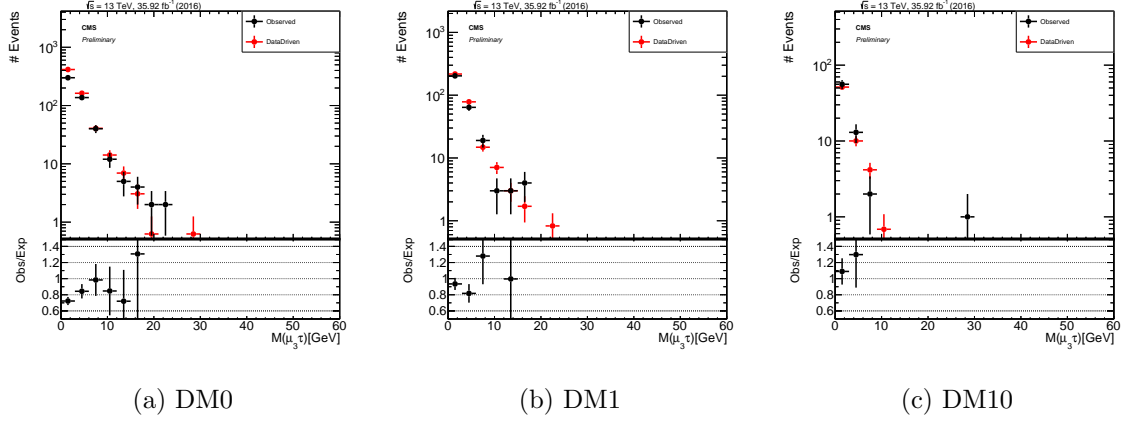 √s = 13 TeV, 35.92 fb⁻¹ (2016)
# Events
10³
10²
10
1
CMS
Preliminary
Observed
DataDriven
Obs/Exp
1.4
1.2
1
0.8
0.6
0 10 20 30 40 50 60
M(μ₃τ)[GeV]
(a) DM0
√s = 13 TeV, 35.92 fb⁻¹ (2016)
# Events
10³
10²
10
1
CMS
Preliminary
Observed
DataDriven
Obs/Exp
1.4
1.2
1
0.8
0.6
0 10 20 30 40 50 60
M(μ₃τ)[GeV]
(b) DM1
√s = 13 TeV, 35.92 fb⁻¹ (2016)
# Events
10²
10
1
CMS
Preliminary
Observed
DataDriven
Obs/Exp
1.4
1.2
1
0.8
0.6
0 10 20 30 40 50 60
M(μ₃τ)[GeV]
(c) DM10